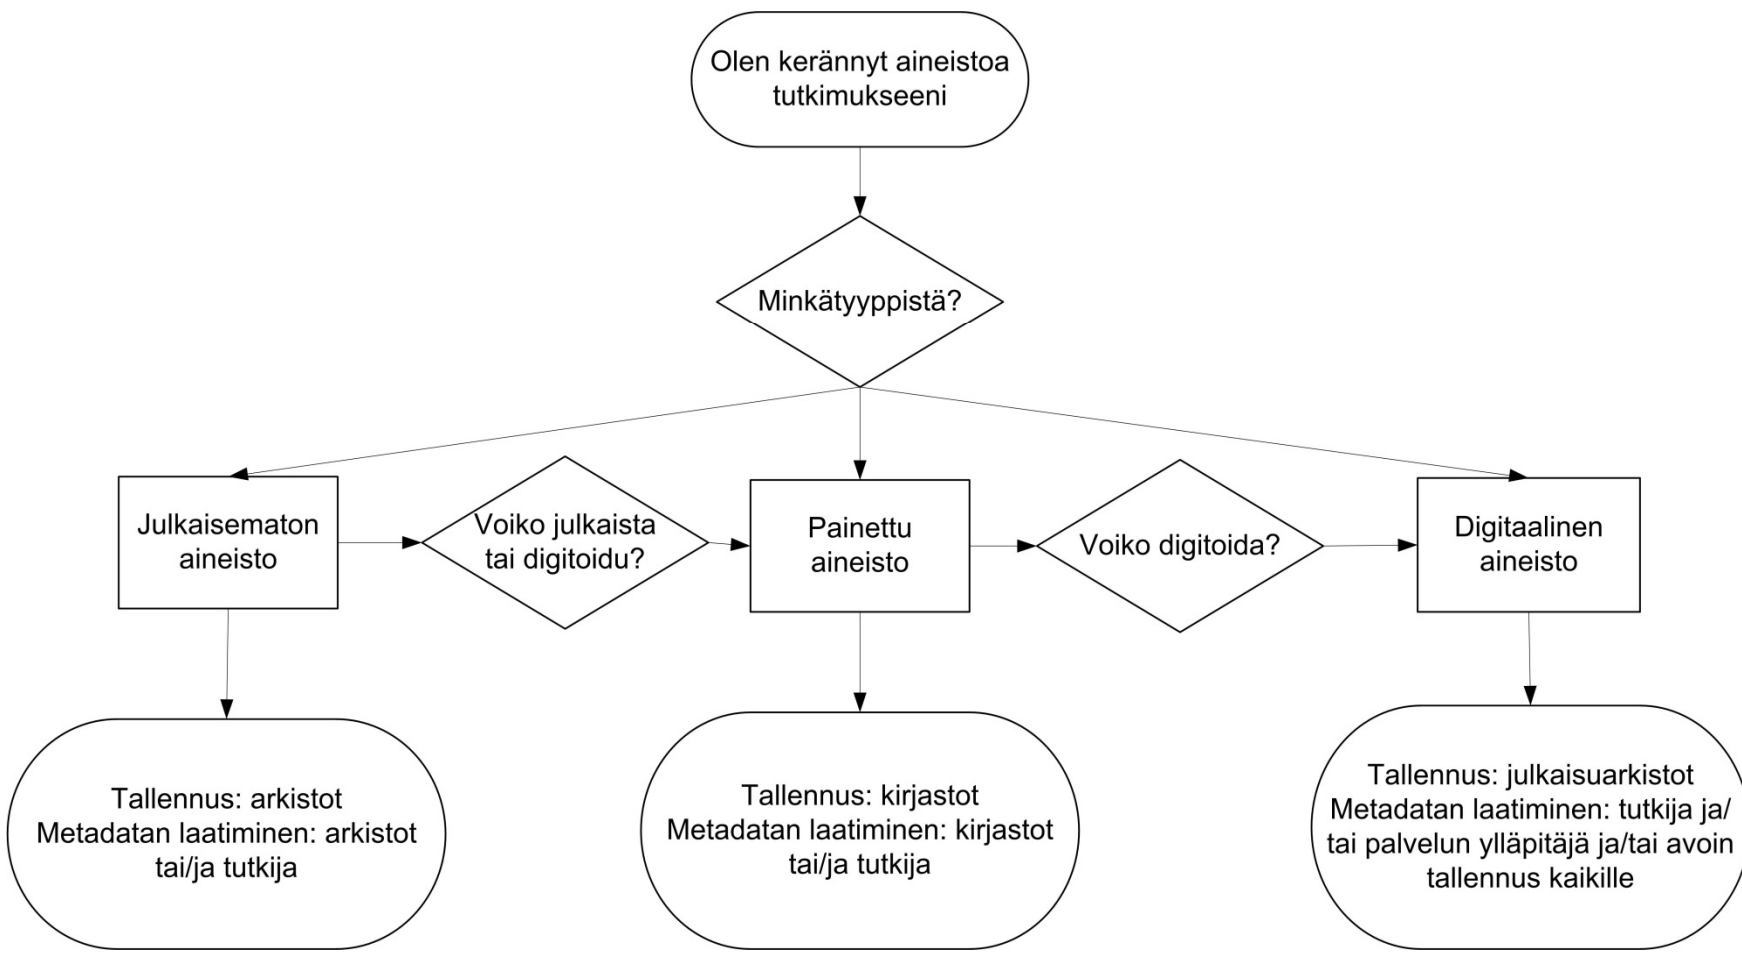 Olen kerännyt aineistoa
tutkimukseeni
Minkätyyppistä?
Julkaisematon
aineisto
Voiko julkaista
tai digitoidu?
Painettu
aineisto
Voiko digitoida?
Digitaalinen
aineisto
Tallennus: arkistot
Metadatan laatiminen: arkistot
tai/ja tutkija
Tallennus: kirjastot
Metadatan laatiminen: kirjastot
tai/ja tutkija
Tallennus: julkaisuarkistot
Metadatan laatiminen: tutkija ja/
tai palvelun ylläpitäjä ja/tai avoin
tallennus kaikille